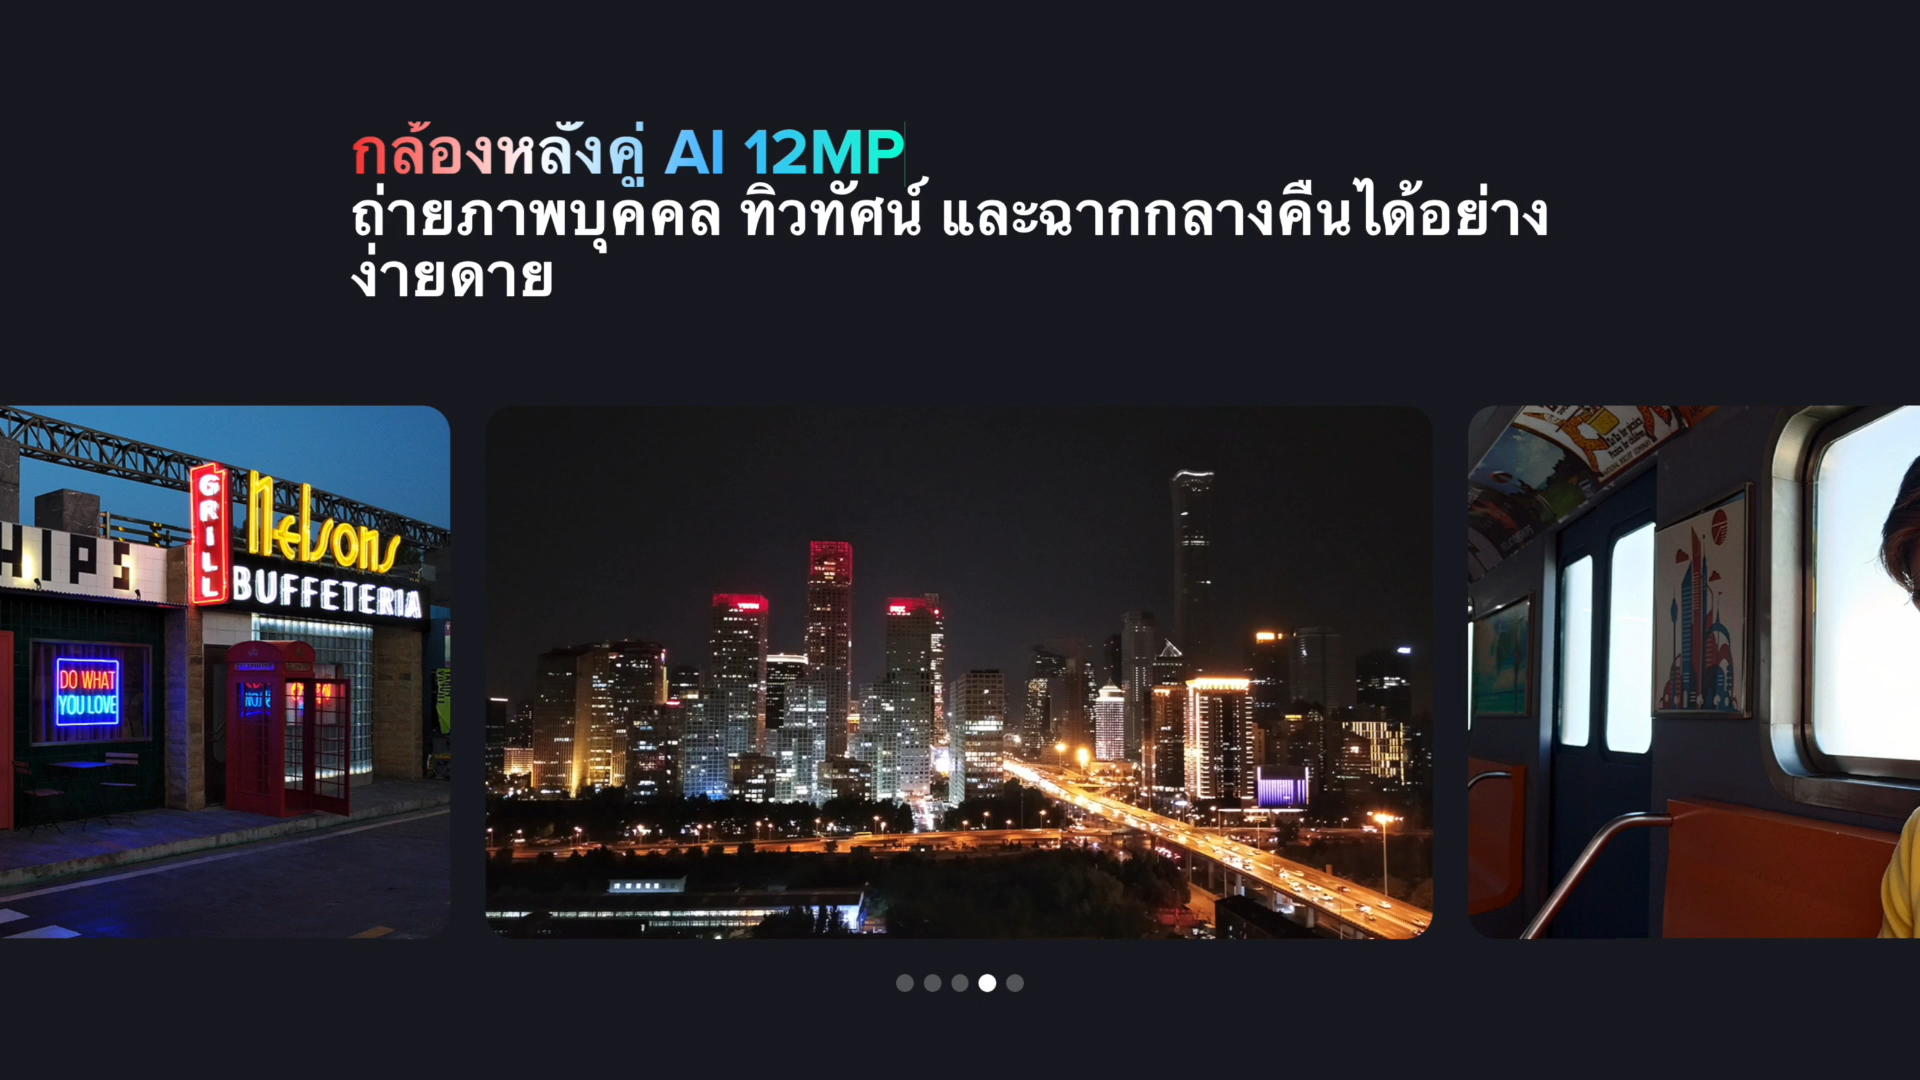 กล้องหลังคู่ AI 12MP
ถ่ายภาพบุคคล ทิวทัศน์ และฉากกลางคืนได้อย่าง
ง่ายดาย
GRILL
Nelsons
BUFFETERIA
HIPS
DO WHAT
YOU LOVE